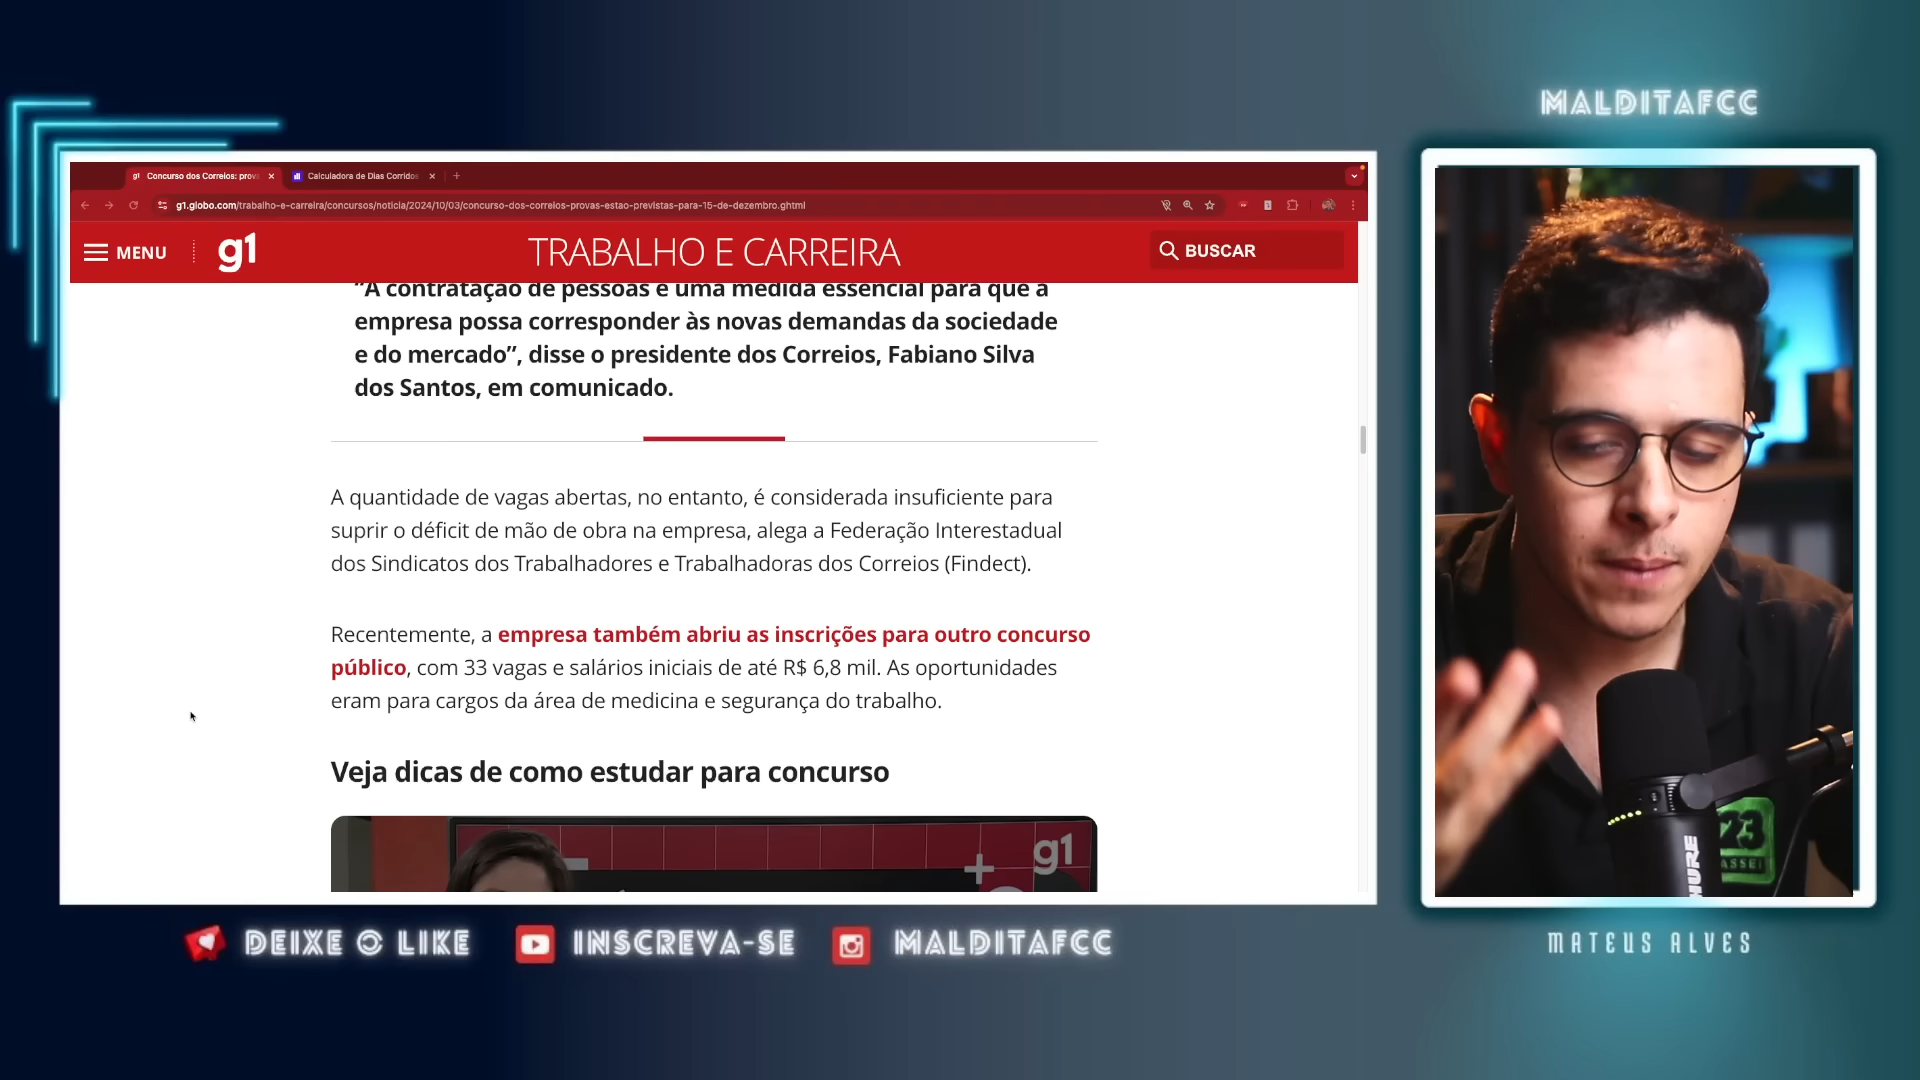 MALDITAFCC
g1 Concurso dos Correios: prov
Calculadora de Dias Corridos
g1.globo.com/trabalho-e-carreira/concursos/noticia/2024/10/03/concurso-dos-correios-provas-estao-previstas-para-15-de-dezembro.ghtml
MENU
g1
TRABALHO E CARREIRA
BUSCAR
“A contratação de pessoas é uma medida essencial para que a
empresa possa corresponder às novas demandas da sociedade
e do mercado”, disse o presidente dos Correios, Fabiano Silva
dos Santos, em comunicado.
A quantidade de vagas abertas, no entanto, é considerada insuficiente para
suprir o déficit de mão de obra na empresa, alega a Federação Interestadual
dos Sindicatos dos Trabalhadores e Trabalhadoras dos Correios (Findect).
Recentemente, a empresa também abriu as inscrições para outro concurso
público, com 33 vagas e salários iniciais de até R$ 6,8 mil. As oportunidades
eram para cargos da área de medicina e segurança do trabalho.
Veja dicas de como estudar para concurso
g1
23
SHURE
DEIXE O LIKE
INSCREVA-SE
MALDITAFCC
MATEUS ALVES